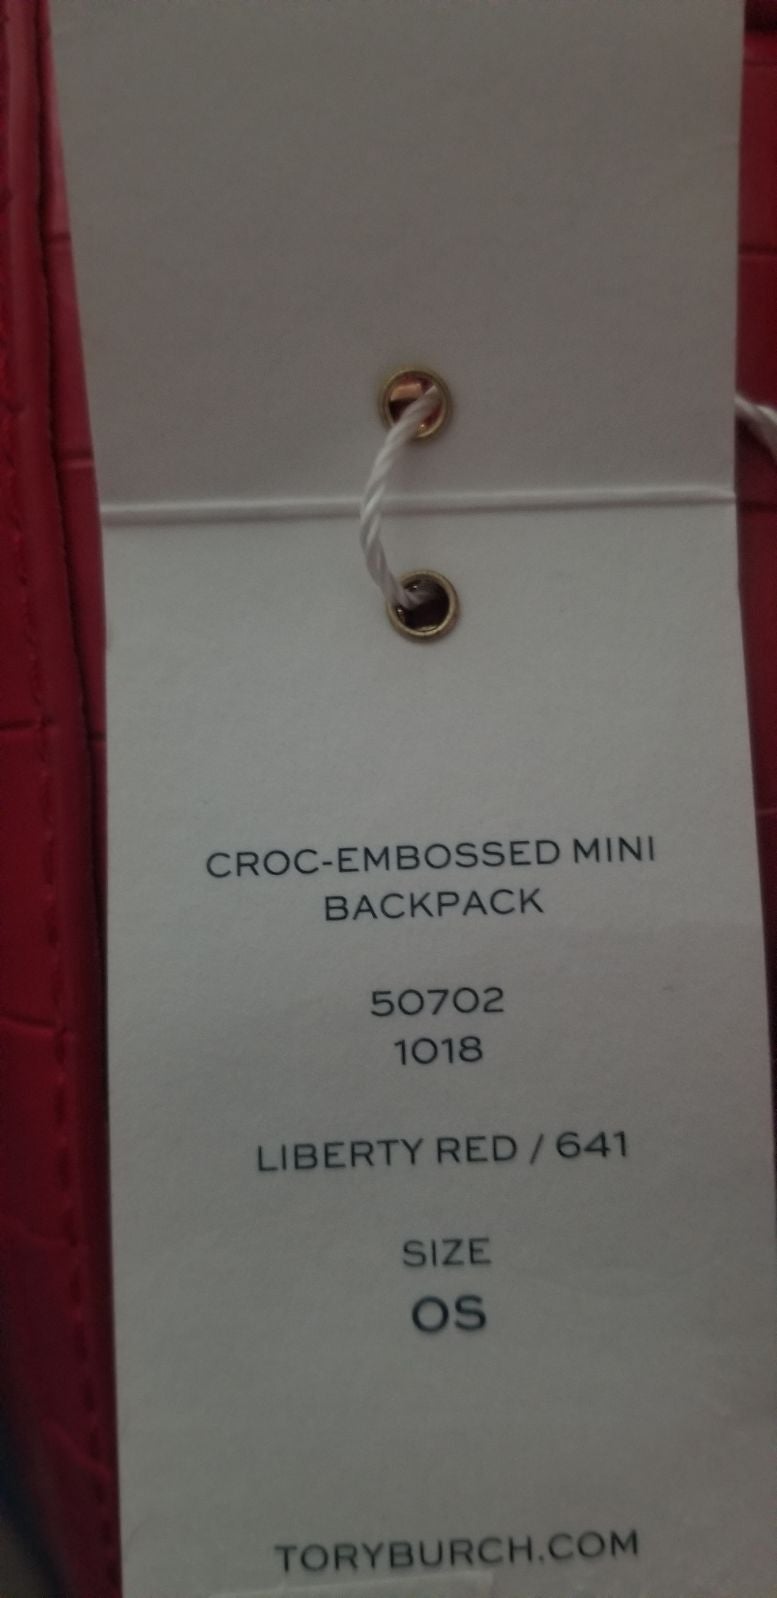 CROC-EMBOSSED MINI
BACKPACK
50702
1018
LIBERTY RED / 641
SIZE
OS
TORYBURCH.COM